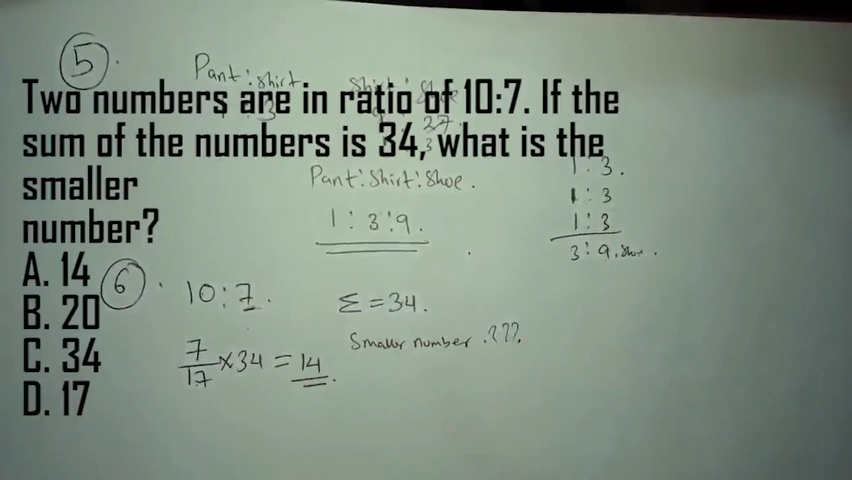 5.
Pant : shirt
Two numbers are in ratio of 10:7. If the
sum of the numbers is 34, what is the
smaller
number?
A. 14
B. 20
C. 34
D. 17
Pant : Shirt : Shoe.
1 : 3 : 9.
1 : 3.
1 : 3
1 : 3
3 : 9. shoe.
6.
10 : 7.
Σ = 34.
Smaller number .???.
7/17 × 34 = 14.